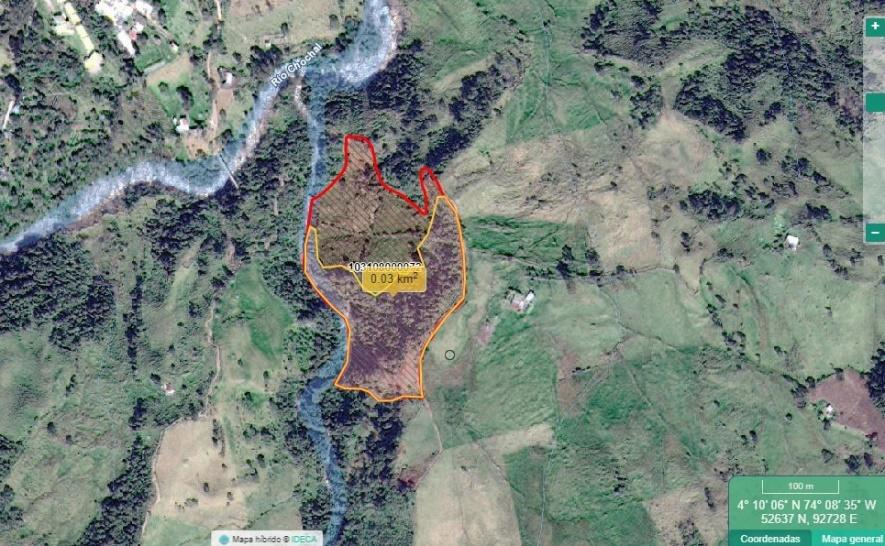 Río Chochal
+
103108000073
0.03 km²
−
100 m
4° 10' 06" N 74° 08' 35" W
52637 N, 92728 E
Mapa híbrido © IDECA
Coordenadas Mapa general